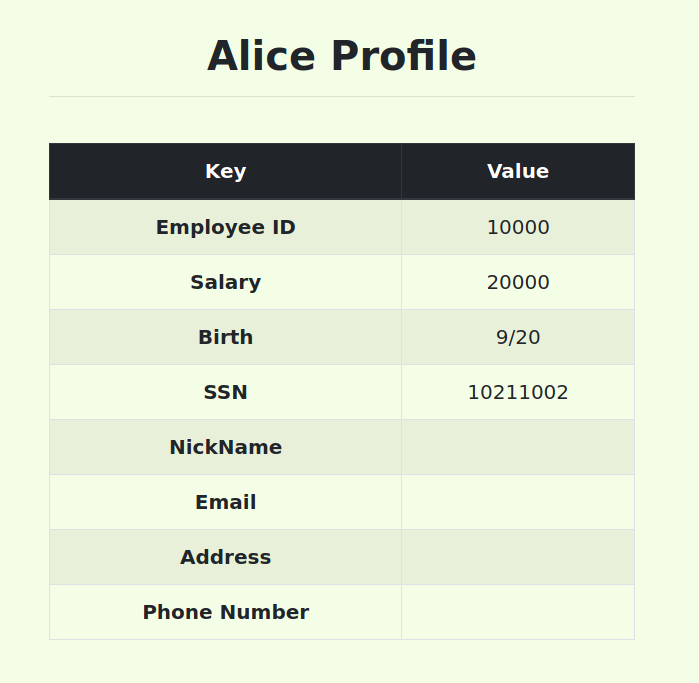 Alice Profile
Key Value
Employee ID 10000
Salary 20000
Birth 9/20
SSN 10211002
NickName
Email
Address
Phone Number